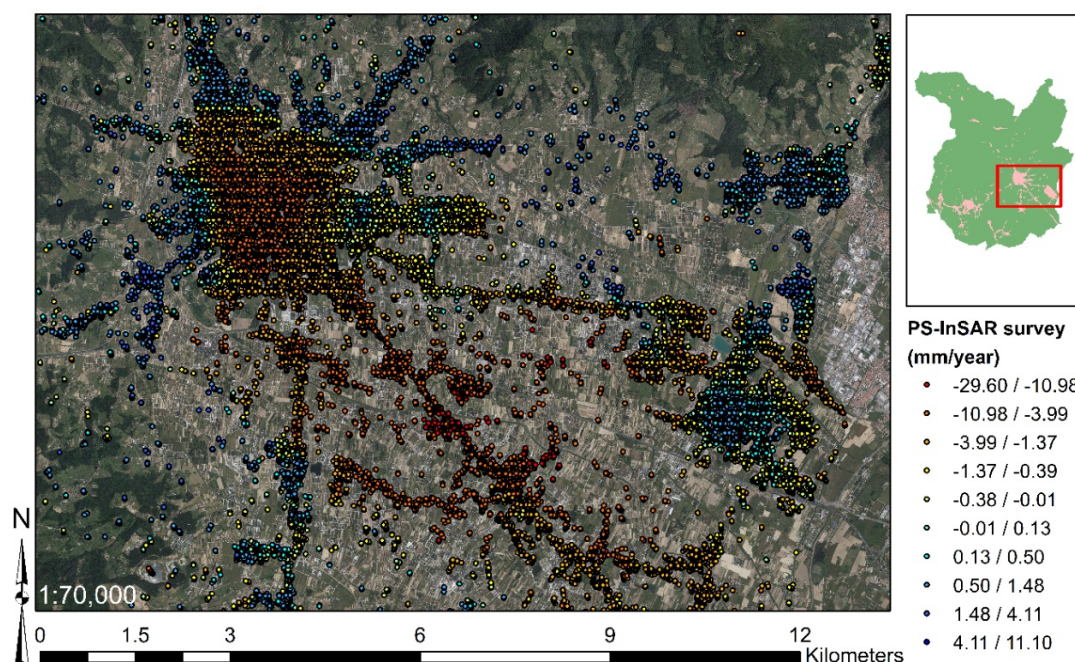 PS-InSAR survey
(mm/year)
-29.60 / -10.98
-10.98 / -3.99
-3.99 / -1.37
-1.37 / -0.39
-0.38 / -0.01
-0.01 / 0.13
0.13 / 0.50
0.50 / 1.48
1.48 / 4.11
4.11 / 11.10
N
1:70,000
0 1.5 3 6 9 12
Kilometers